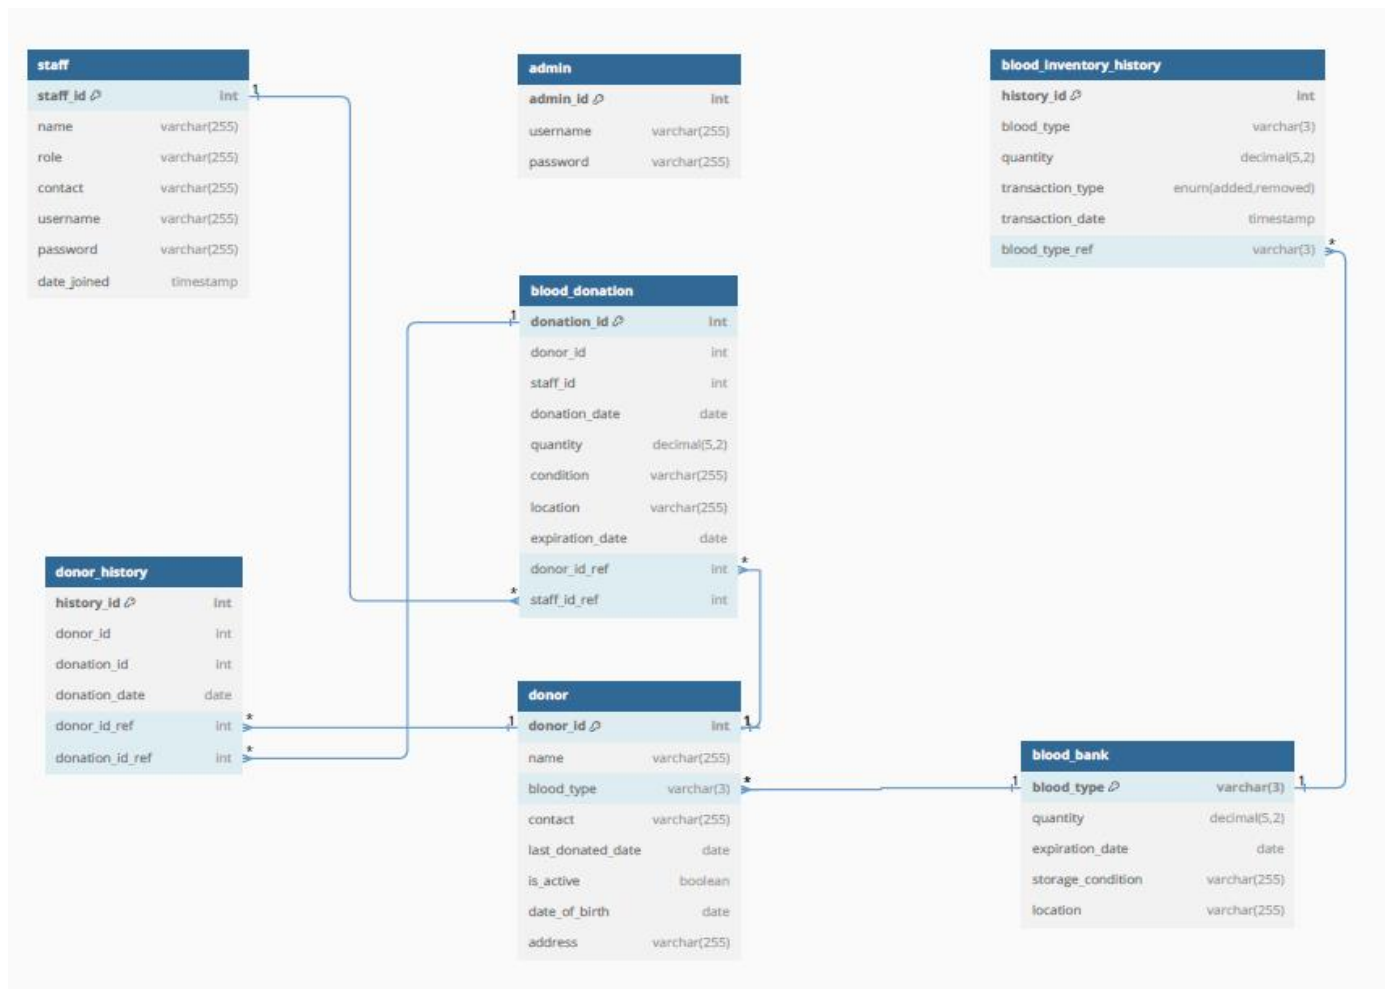 staff
staff_id int
name varchar(255)
role varchar(255)
contact varchar(255)
username varchar(255)
password varchar(255)
date_joined timestamp
1
*
admin
admin_id int
username varchar(255)
password varchar(255)
blood_inventory_history
history_id int
blood_type varchar(3)
quantity decimal(5,2)
transaction_type enum(added,removed)
transaction_date timestamp
blood_type_ref varchar(3)
*
1
blood_donation
donation_id int
donor_id int
staff_id int
donation_date date
quantity decimal(5,2)
condition varchar(255)
location varchar(255)
expiration_date date
donor_id_ref int
staff_id_ref int
1
*
donor_history
history_id int
donor_id int
donation_id int
donation_date date
donor_id_ref int
donation_id_ref int
*
*
donor
1 donor_id int 1
name varchar(255)
blood_type varchar(3) *
contact varchar(255)
last_donated_date date
is_active boolean
date_of_birth date
address varchar(255)
blood_bank
1 blood_type varchar(3)
quantity decimal(5,2)
expiration_date date
storage_condition varchar(255)
location varchar(255)